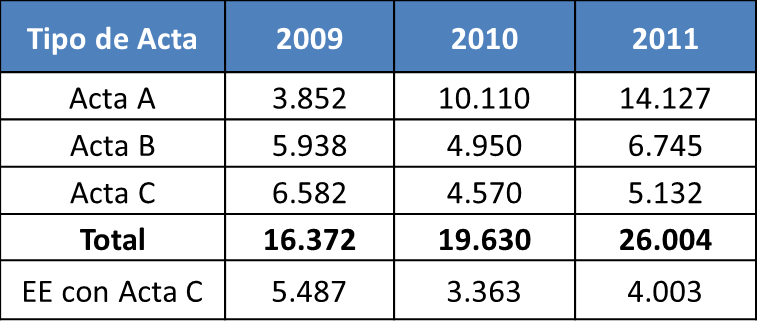 Tipo de Acta 2009 2010 2011
Acta A 3.852 10.110 14.127
Acta B 5.938 4.950 6.745
Acta C 6.582 4.570 5.132
Total 16.372 19.630 26.004
EE con Acta C 5.487 3.363 4.003